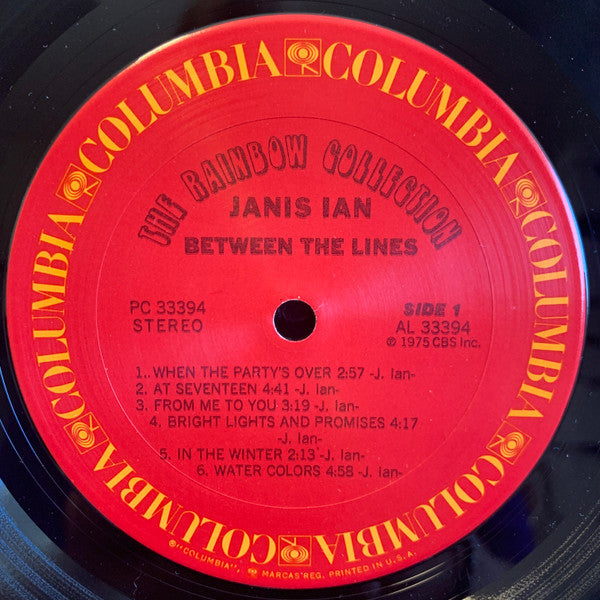 COLUMBIA COLUMBIA COLUMBIA COLUMBIA COLUMBIA COLUMBIA
THE RAINBOW COLLECTION
JANIS IAN
BETWEEN THE LINES
PC 33394
STEREO
SIDE 1
AL 33394
℗ 1975 CBS Inc.
1. WHEN THE PARTY'S OVER 2:57 -J. Ian-
2. AT SEVENTEEN 4:41 -J. Ian-
3. FROM ME TO YOU 3:19 -J. Ian-
4. BRIGHT LIGHTS AND PROMISES 4:17
-J. Ian-
5. IN THE WINTER 2:13 -J. Ian-
6. WATER COLORS 4:58 -J. Ian-
®"COLUMBIA", MARCAS REG. PRINTED IN U.S.A.